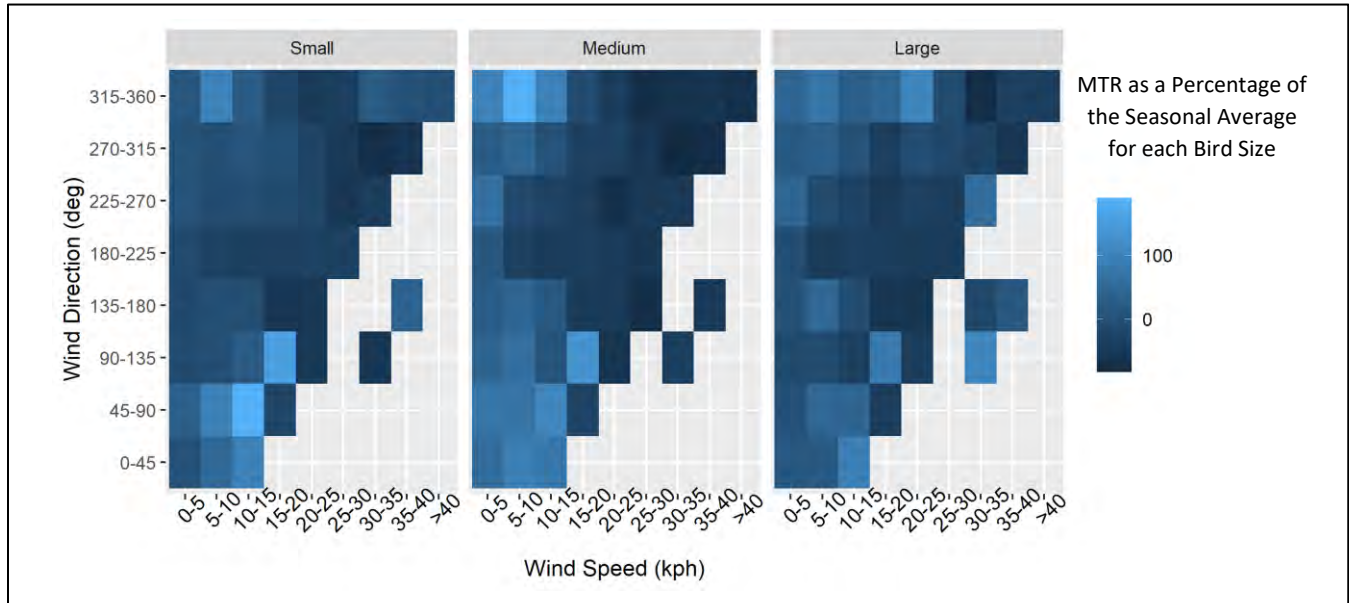 Small Medium Large
MTR as a Percentage of
the Seasonal Average
for each Bird Size
100
0
Wind Direction (deg)
315-360
270-315
225-270
180-225
135-180
90-135
45-90
0-45
0-5 5-10 10-15 15-20 20-25 25-30 30-35 35-40 >40 0-5 5-10 10-15 15-20 20-25 25-30 30-35 35-40 >40 0-5 5-10 10-15 15-20 20-25 25-30 30-35 35-40 >40
Wind Speed (kph)